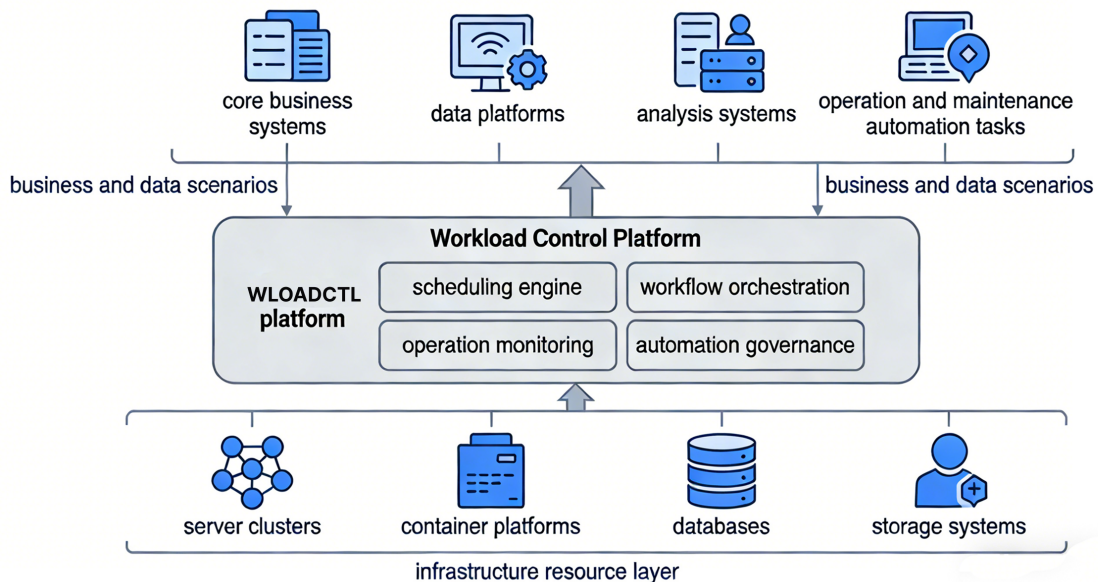 core business
systems
data platforms
analysis systems
operation and maintenance
automation tasks
business and data scenarios
business and data scenarios
Workload Control Platform
WLOADCTL
platform
scheduling engine
workflow orchestration
operation monitoring
automation governance
server clusters
container platforms
databases
storage systems
infrastructure resource layer